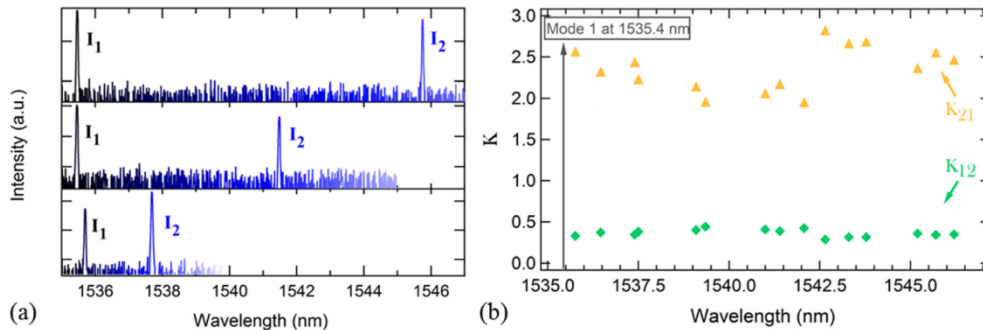 I1
I2
I1
I2
I1
I2
Intensity (a.u.)
1536 1538 1540 1542 1544 1546
Wavelength (nm)
(a)
3.0
2.5
2.0
1.5
1.0
0.5
0.0
K
Mode 1 at 1535.4 nm
K21
K12
1535.0 1537.5 1540.0 1542.5 1545.0
Wavelength (nm)
(b)